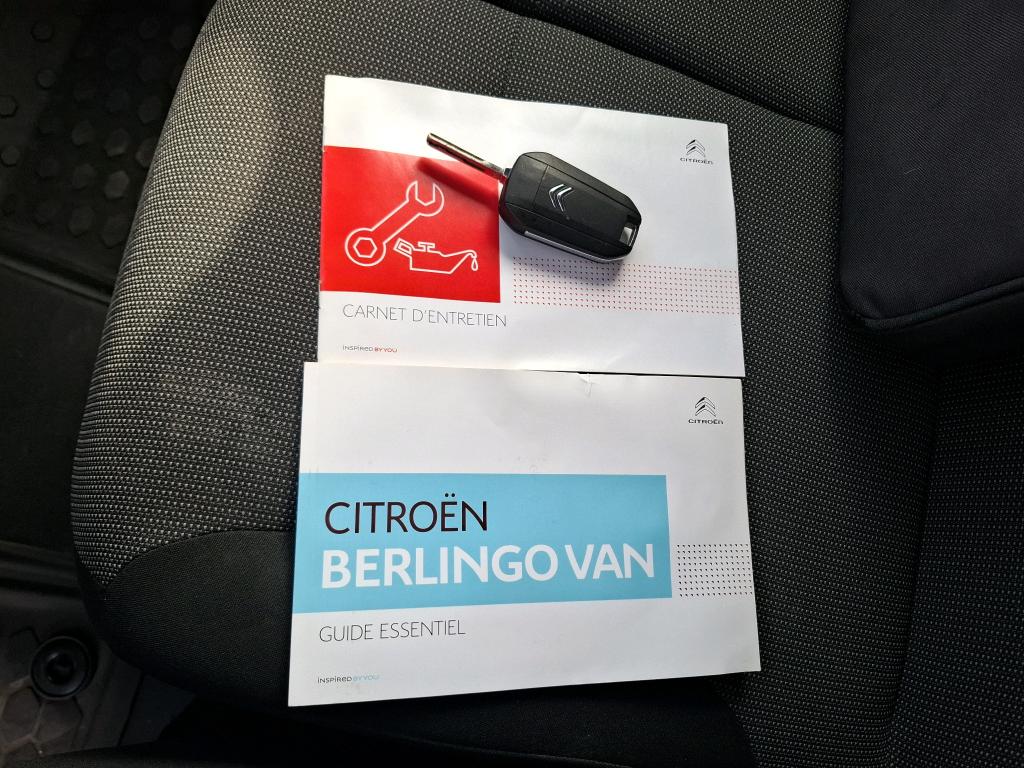 CITROËN
CARNET D'ENTRETIEN
INSPIRED BY YOU
CITROËN
CITROËN
BERLINGO VAN
GUIDE ESSENTIEL
INSPIRED BY YOU